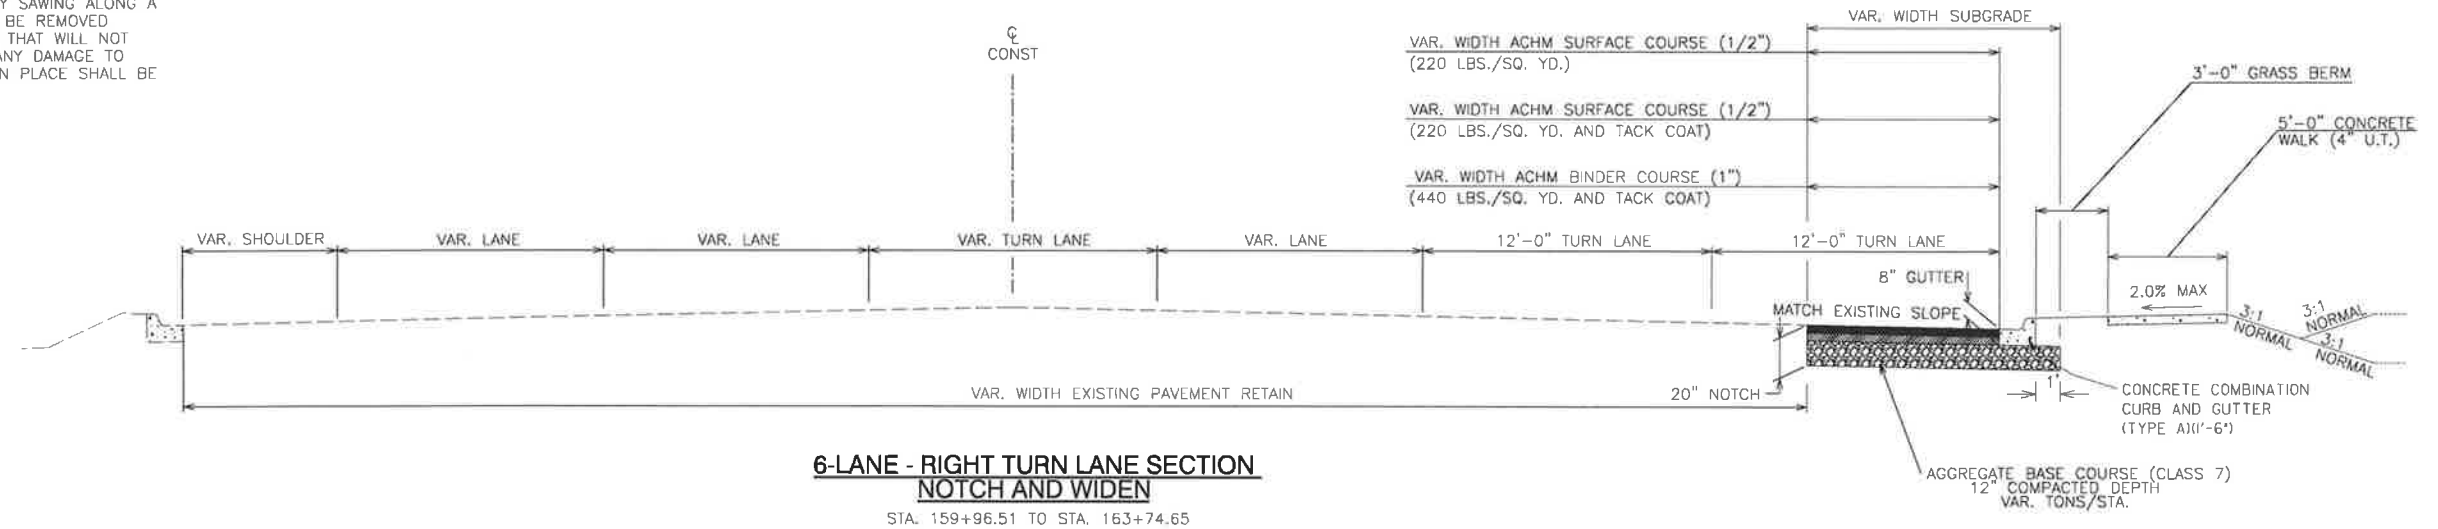 Y SAWING ALONG A
BE REMOVED
THAT WILL NOT
ANY DAMAGE TO
N PLACE SHALL BE
℄
CONST
VAR. WIDTH SUBGRADE
VAR. WIDTH ACHM SURFACE COURSE (1/2")
(220 LBS./SQ. YD.)
VAR. WIDTH ACHM SURFACE COURSE (1/2")
(220 LBS./SQ. YD. AND TACK COAT)
VAR. WIDTH ACHM BINDER COURSE (1")
(440 LBS./SQ. YD. AND TACK COAT)
3'-0" GRASS BERM
5'-0" CONCRETE
WALK (4" U.T.)
VAR. SHOULDER
VAR. LANE
VAR. LANE
VAR. TURN LANE
VAR. LANE
12'-0" TURN LANE
12'-0" TURN LANE
8" GUTTER
MATCH EXISTING SLOPE
2.0% MAX
3:1
NORMAL
3:1
NORMAL
3:1
NORMAL
VAR. WIDTH EXISTING PAVEMENT RETAIN
20" NOTCH
1'
CONCRETE COMBINATION
CURB AND GUTTER
(TYPE A)(1'-6")
AGGREGATE BASE COURSE (CLASS 7)
12" COMPACTED DEPTH
VAR. TONS/STA.
6-LANE - RIGHT TURN LANE SECTION
NOTCH AND WIDEN
STA. 159+96.51 TO STA. 163+74.65